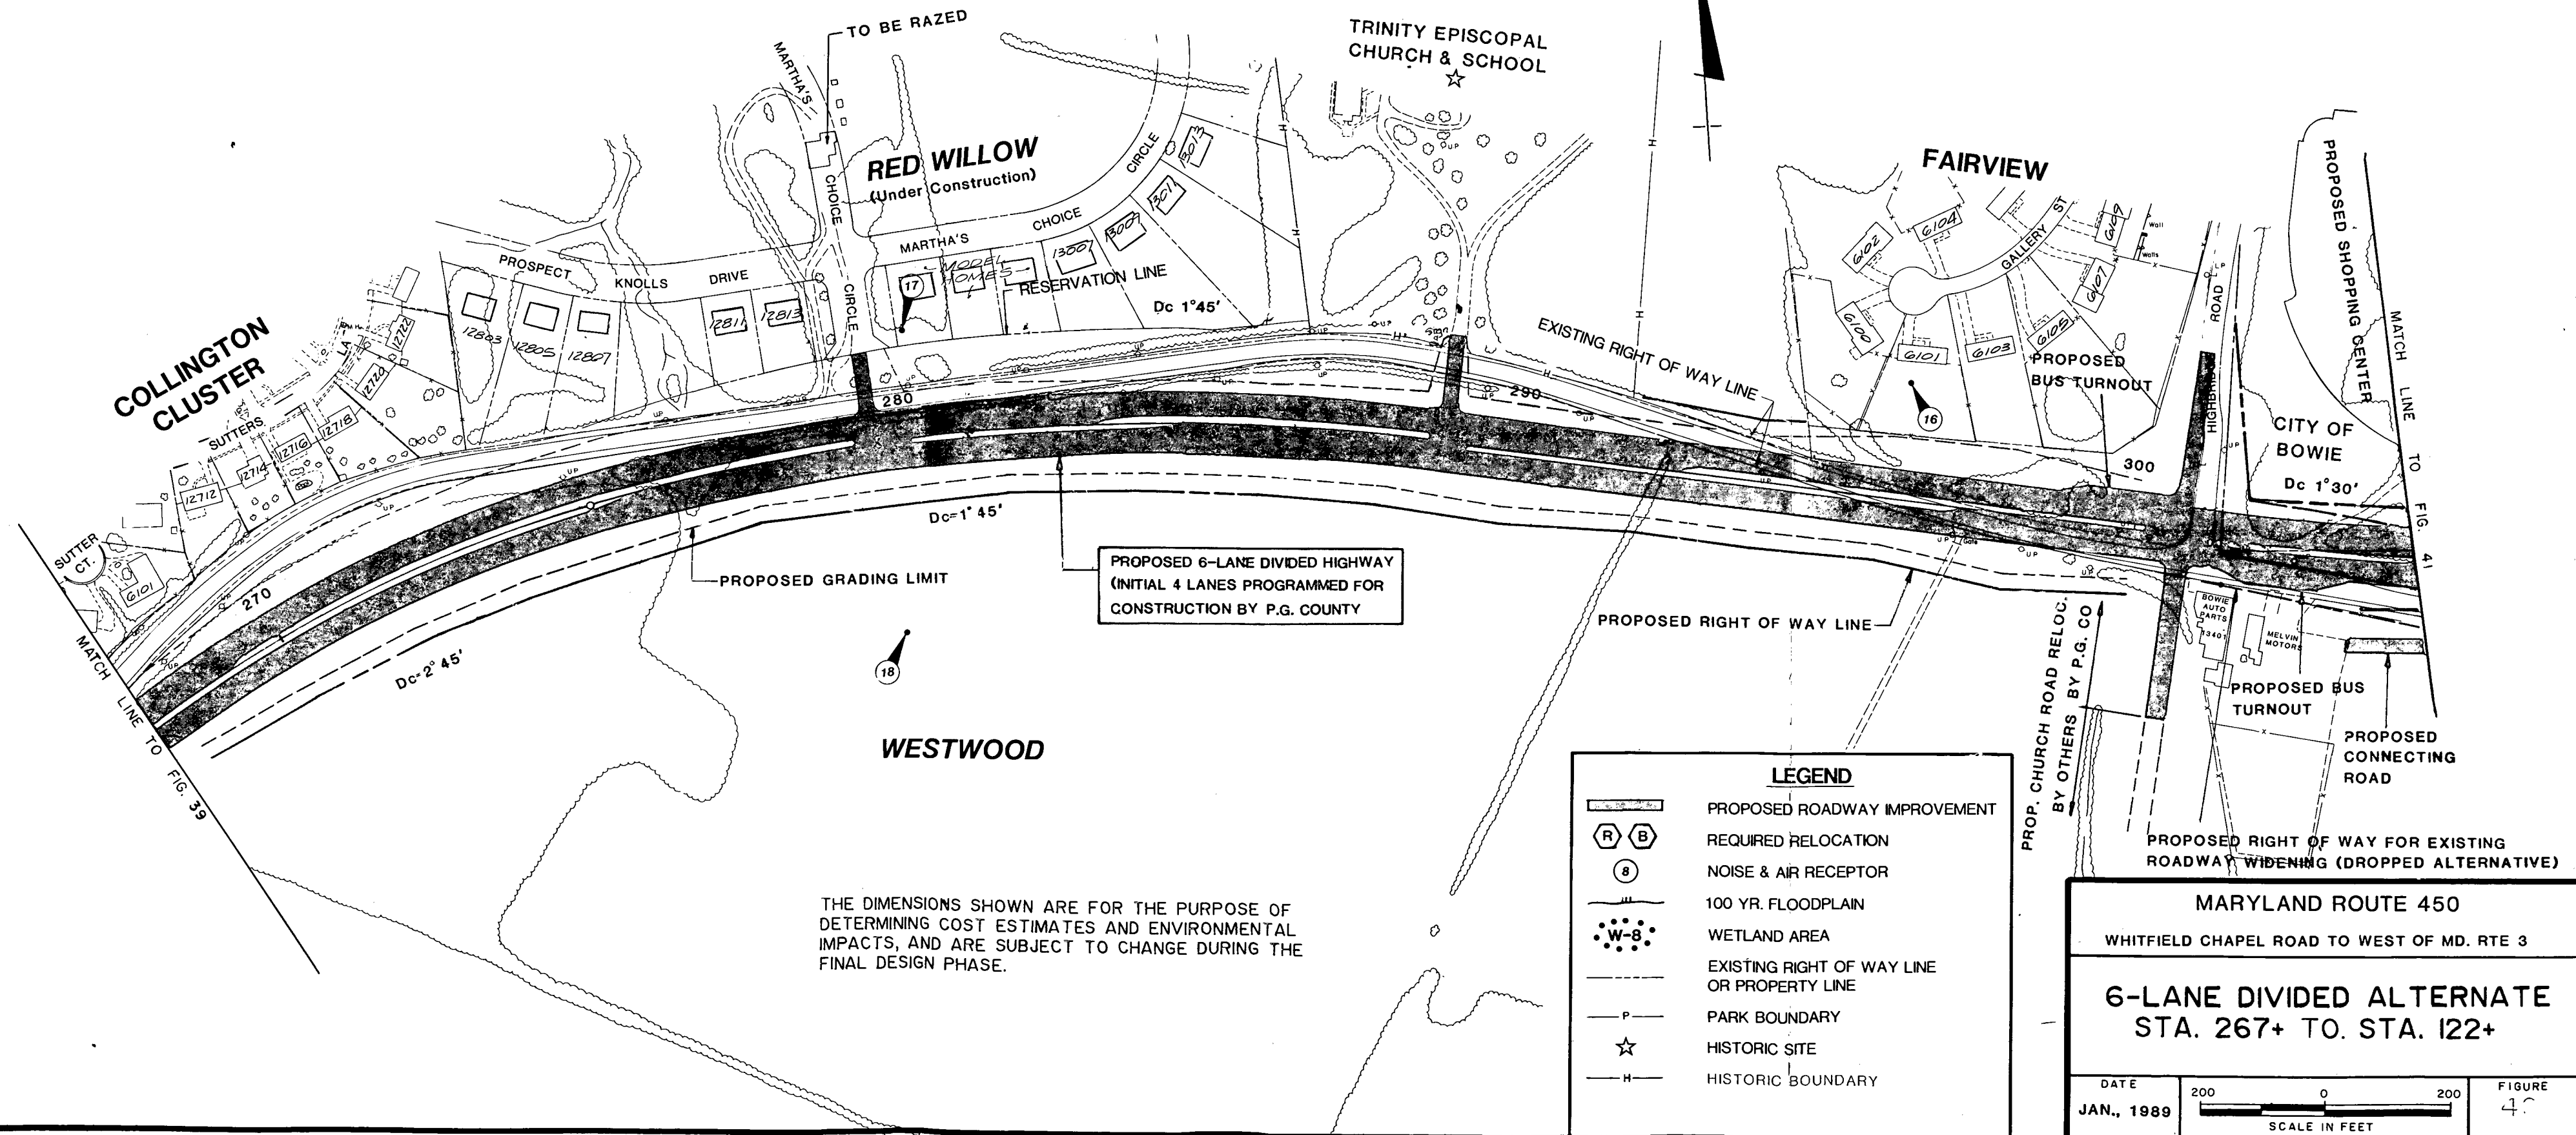 TO BE RAZED
MARTHA'S
CHOICE
CIRCLE
RED WILLOW
(Under Construction)
TRINITY EPISCOPAL
CHURCH & SCHOOL
FAIRVIEW
PROPOSED SHOPPING CENTER
MATCH LINE TO FIG. 41
COLLINGTON
CLUSTER
SUTTERS
LA
12712
12714
12716
12718
12720
12722
SUTTER
CT.
6101
PROSPECT KNOLLS DRIVE
12803
12805
12807
12811
12813
MARTHA'S CHOICE CIRCLE
MODEL
HOMES
17
13007
13009
13011
13013
RESERVATION LINE
Dc 1°45'
EXISTING RIGHT OF WAY LINE
6100
6102
6104
6101
6103
6105
6107
6109
GALLERY ST
Wall
Walls
16
PROPOSED
BUS TURNOUT
HIGHBRIDGE ROAD
CITY OF
BOWIE
Dc 1°30'
270
280
290
300
UP
H
Dc=2°45'
Dc=1°45'
PROPOSED GRADING LIMIT
PROPOSED 6-LANE DIVIDED HIGHWAY
(INITIAL 4 LANES PROGRAMMED FOR
CONSTRUCTION BY P.G. COUNTY
18
WESTWOOD
MATCH LINE TO FIG. 39
PROPOSED RIGHT OF WAY LINE
PROP. CHURCH ROAD RELOC.
BY OTHERS BY P.G. CO
BOWIE
AUTO
PARTS
13401
MELVIN
MOTORS
PROPOSED BUS
TURNOUT
PROPOSED
CONNECTING
ROAD
PROPOSED RIGHT OF WAY FOR EXISTING
ROADWAY WIDENING (DROPPED ALTERNATIVE)
THE DIMENSIONS SHOWN ARE FOR THE PURPOSE OF
DETERMINING COST ESTIMATES AND ENVIRONMENTAL
IMPACTS, AND ARE SUBJECT TO CHANGE DURING THE
FINAL DESIGN PHASE.
LEGEND
PROPOSED ROADWAY IMPROVEMENT
R B REQUIRED RELOCATION
8 NOISE & AIR RECEPTOR
100 YR. FLOODPLAIN
W-8 WETLAND AREA
EXISTING RIGHT OF WAY LINE
OR PROPERTY LINE
P PARK BOUNDARY
HISTORIC SITE
H HISTORIC BOUNDARY
MARYLAND ROUTE 450
WHITFIELD CHAPEL ROAD TO WEST OF MD. RTE 3
6-LANE DIVIDED ALTERNATE
STA. 267+ TO. STA. 122+
DATE
JAN., 1989
200 0 200
SCALE IN FEET
FIGURE